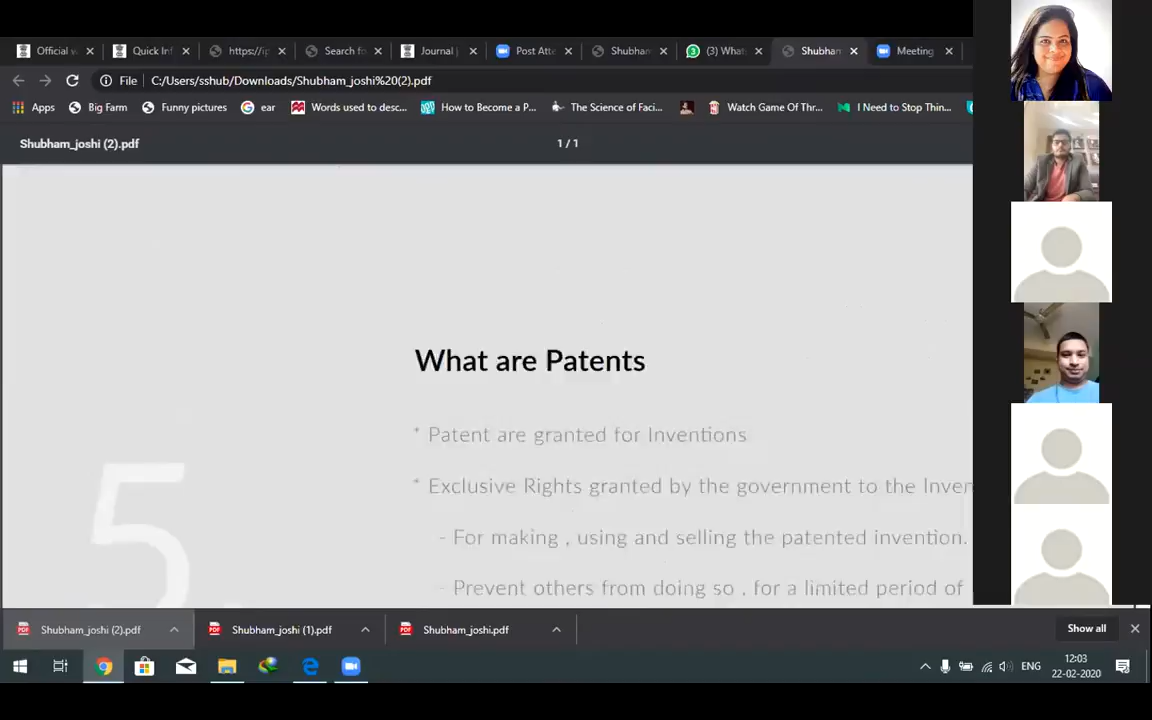 Official w
Quick Inf
https://ip
Search fo
Journal
Post Atte
Shubham
(3) What
Shubham
Meeting
File
C:/Users/sshub/Downloads/Shubham_joshi%20(2).pdf
Apps
Big Farm
Funny pictures
ear
Words used to desc...
How to Become a P...
The Science of Faci...
Watch Game Of Thr...
I Need to Stop Thin...
Shubham_joshi (2).pdf
1 / 1
What are Patents
* Patent are granted for Inventions
* Exclusive Rights granted by the government to the Inven
- For making , using and selling the patented invention.
- Prevent others from doing so , for a limited period of
5
Shubham_joshi (2).pdf
Shubham_joshi (1).pdf
Shubham_joshi.pdf
Show all
ENG
12:03
22-02-2020